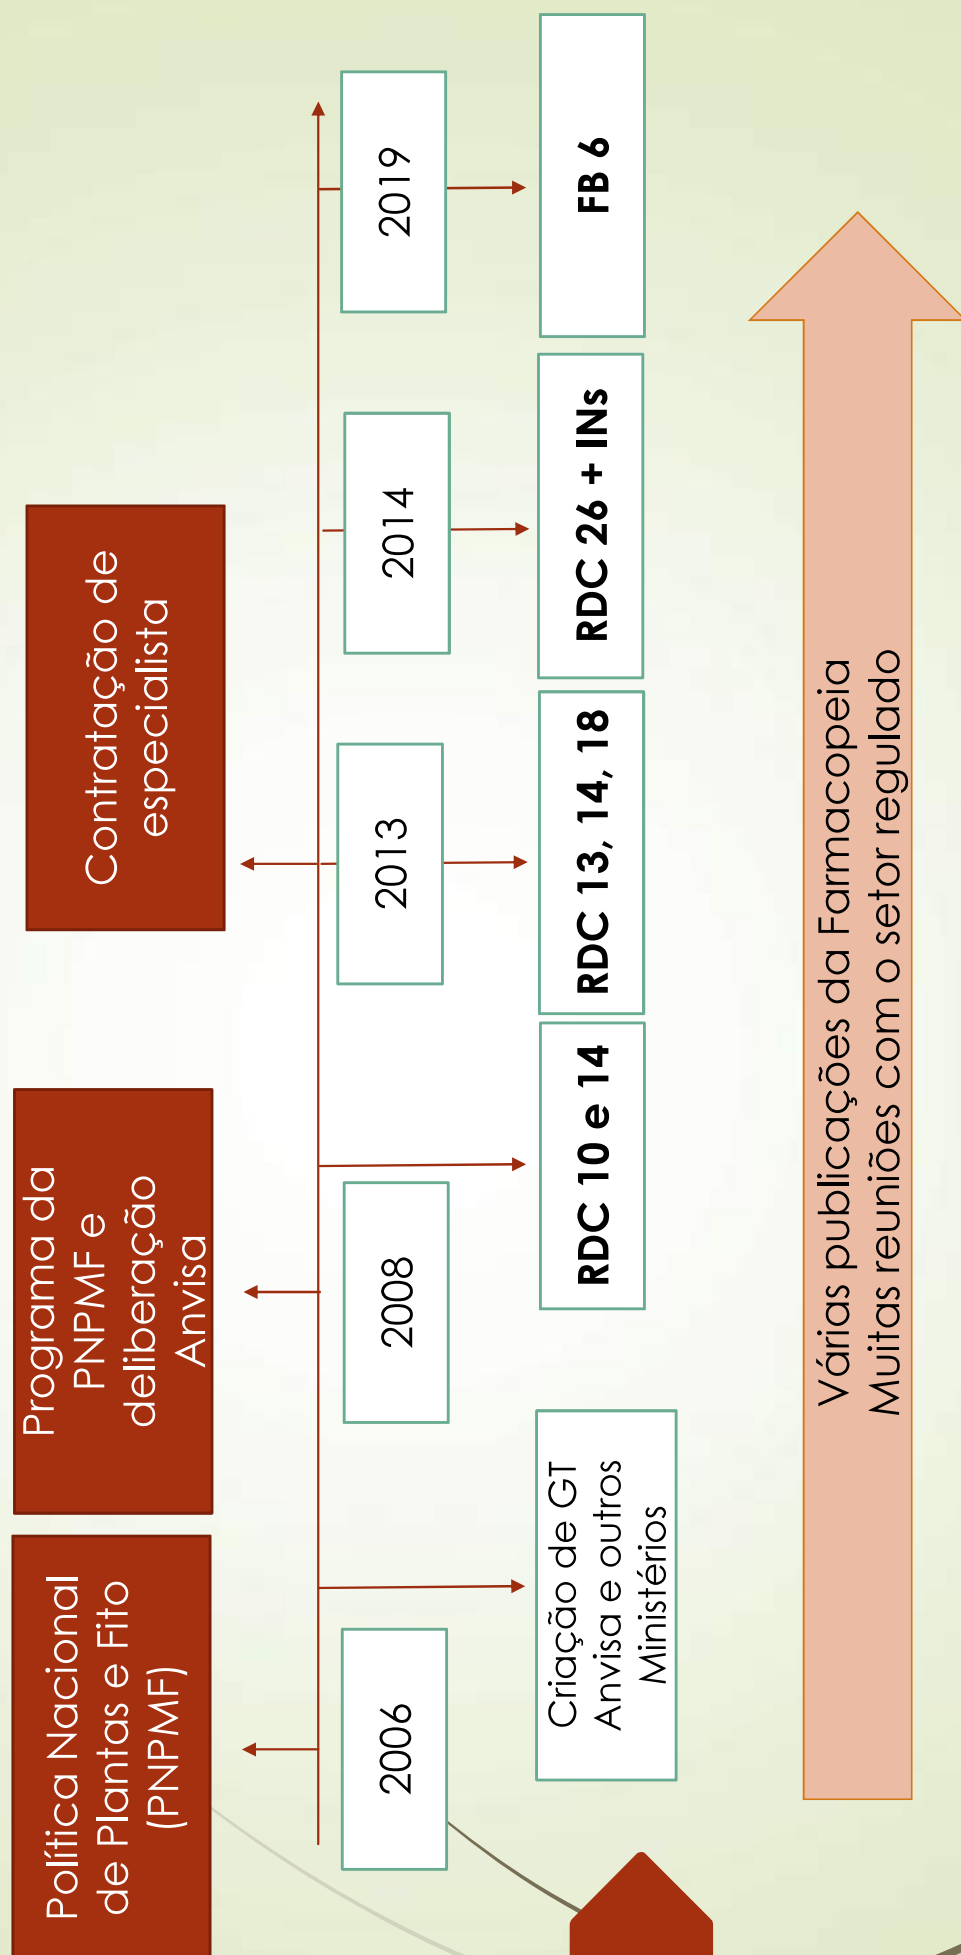 Política Nacional
de Plantas e Fito
(PNPMF)
Programa da
PNPMF e
deliberação
Anvisa
Contratação de
especialista
2006
2008
2013
2014
2019
Criação de GT
Anvisa e outros
Ministérios
RDC 10 e 14
RDC 13, 14, 18
RDC 26 + INs
FB 6
Várias publicações da Farmacopeia
Muitas reuniões com o setor regulado